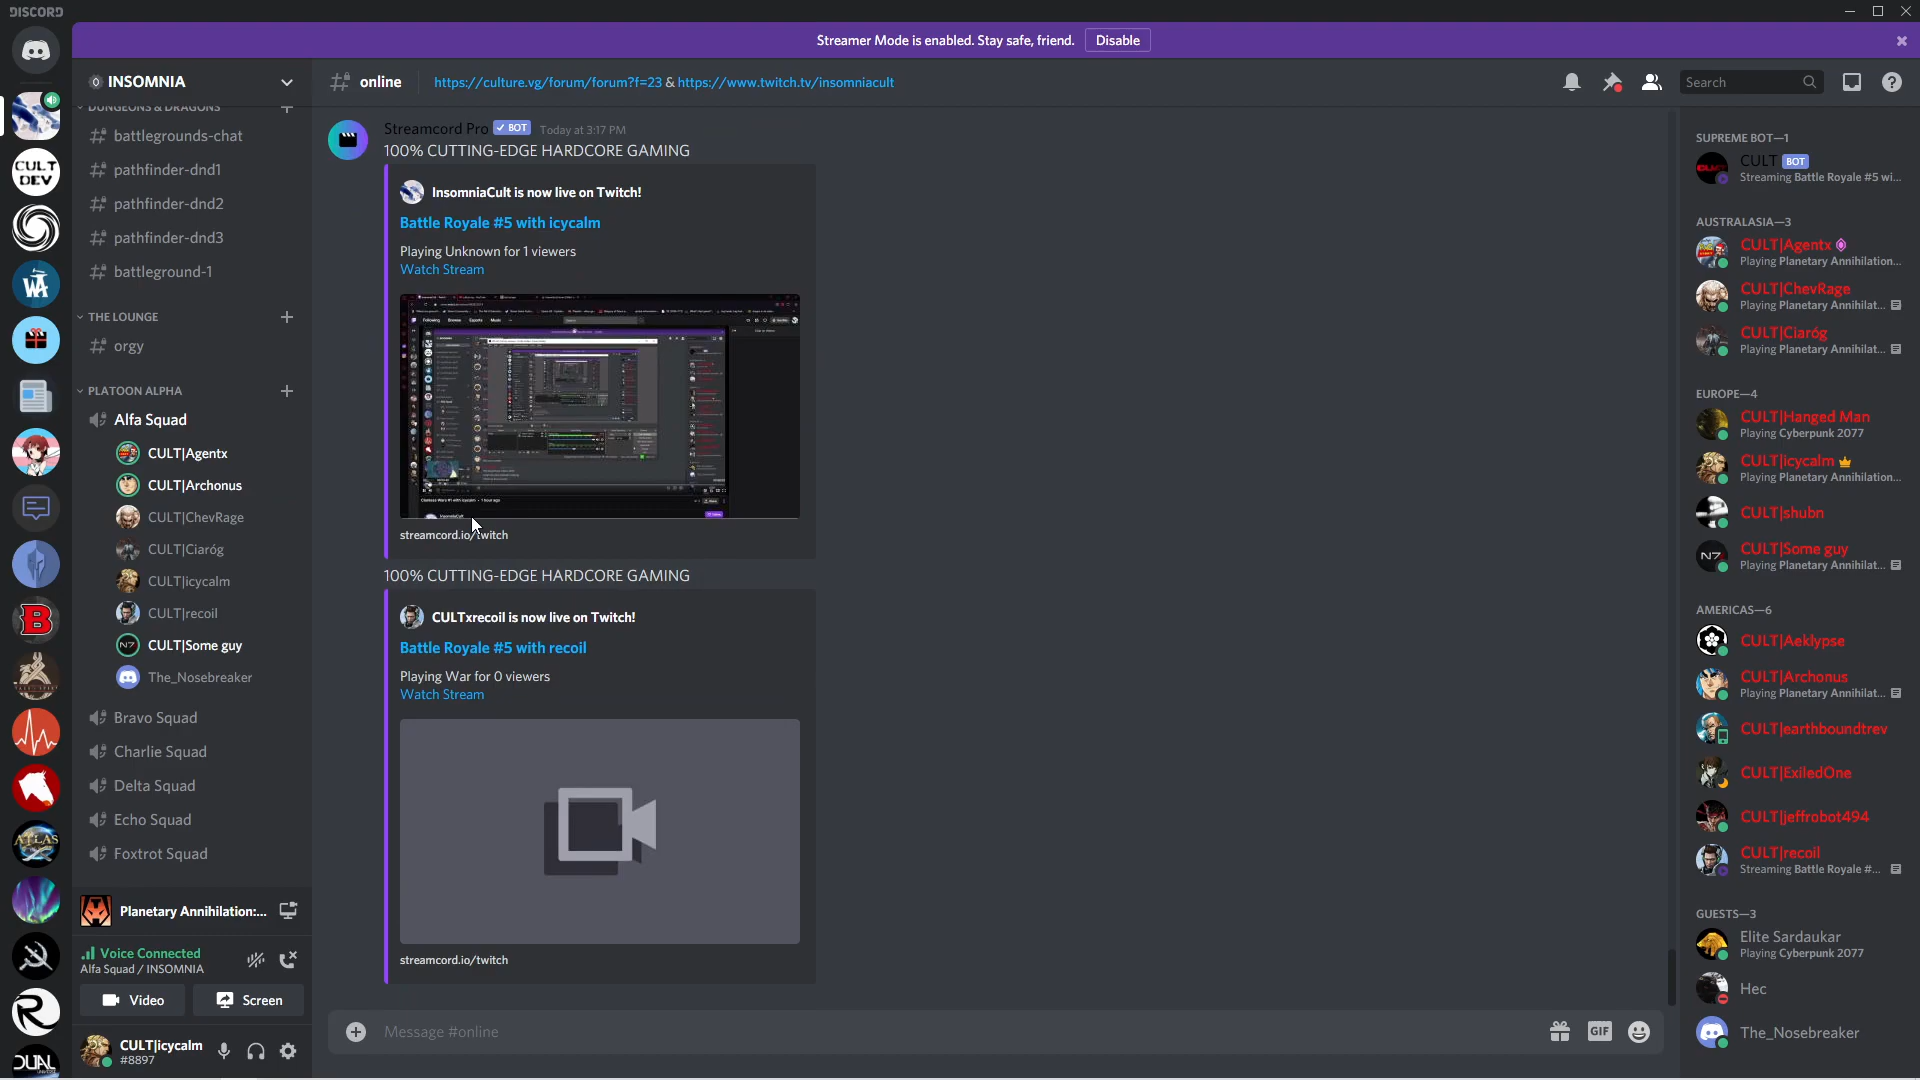 DISCORD
Streamer Mode is enabled. Stay safe, friend.
Disable
INSOMNIA
online
https://culture.vg/forum/forum?f=23 & https://www.twitch.tv/insomniacult
Search
CULT
DEV
WA
B
ATLAS
R
DUAL
DUNGEONS & DRAGONS
battlegrounds-chat
pathfinder-dnd1
pathfinder-dnd2
pathfinder-dnd3
battleground-1
THE LOUNGE
orgy
PLATOON ALPHA
Alfa Squad
CULT|Agentx
CULT|Archonus
CULT|ChevRage
CULT|Ciaróg
CULT|icycalm
CULT|recoil
CULT|Some guy
The_Nosebreaker
Bravo Squad
Charlie Squad
Delta Squad
Echo Squad
Foxtrot Squad
Planetary Annihilation:...
Voice Connected
Alfa Squad / INSOMNIA
Video
Screen
CULT|icycalm
#8897
Streamcord Pro BOT Today at 3:17 PM
100% CUTTING-EDGE HARDCORE GAMING
InsomniaCult is now live on Twitch!
Battle Royale #5 with icycalm
Playing Unknown for 1 viewers
Watch Stream
streamcord.io/twitch
100% CUTTING-EDGE HARDCORE GAMING
CULTxrecoil is now live on Twitch!
Battle Royale #5 with recoil
Playing War for 0 viewers
Watch Stream
streamcord.io/twitch
Message #online
GIF
SUPREME BOT—1
CULT BOT
Streaming Battle Royale #5 wi...
AUSTRALASIA—3
CULT|Agentx
Playing Planetary Annihilation...
CULT|ChevRage
Playing Planetary Annihilat...
CULT|Ciaróg
Playing Planetary Annihilat...
EUROPE—4
CULT|Hanged Man
Playing Cyberpunk 2077
CULT|icycalm
Playing Planetary Annihilation...
CULT|shubn
N7
CULT|Some guy
Playing Planetary Annihilat...
AMERICAS—6
CULT|Aeklypse
CULT|Archonus
Playing Planetary Annihilat...
CULT|earthboundtrev
CULT|ExiledOne
CULT|jeffrobot494
CULT|recoil
Streaming Battle Royale #...
GUESTS—3
Elite Sardaukar
Playing Cyberpunk 2077
Hec
The_Nosebreaker